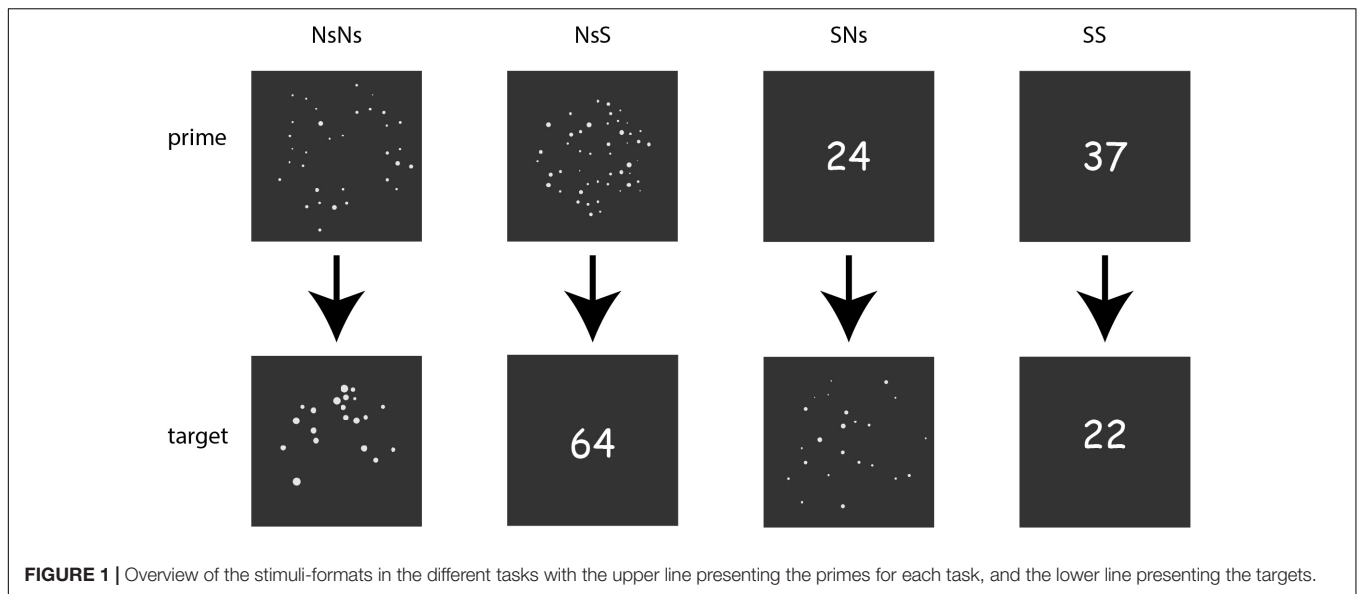 NsNs NsS SNs SS
prime
24 37
target
64 22
FIGURE 1 | Overview of the stimuli-formats in the different tasks with the upper line presenting the primes for each task, and the lower line presenting the targets.